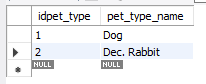 idpet_type pet_type_name
1 Dog
2 Dec. Rabbit
NULL NULL